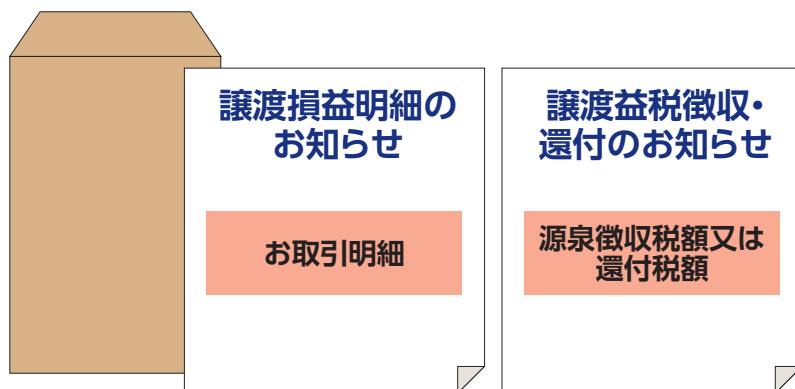 譲渡損益明細の
お知らせ
お取引明細
譲渡益税徴収・
還付のお知らせ
源泉徴収税額又は
還付税額